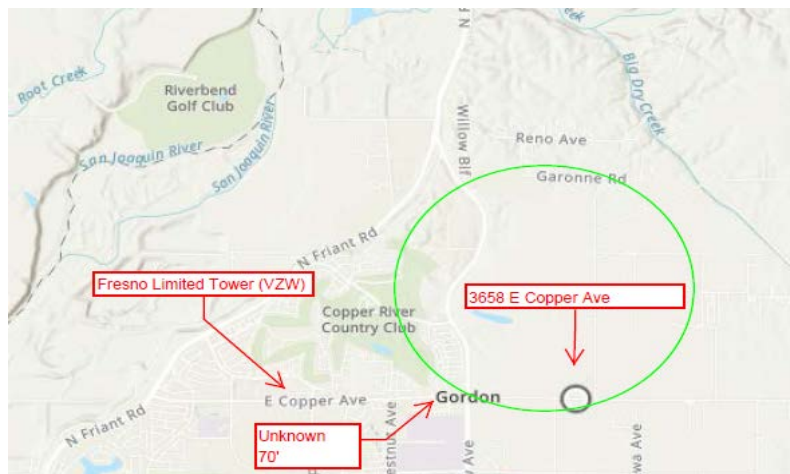 Root Creek
Riverbend
Golf Club
San Joaquin River
San Joaquin River
N Friant Rd
Willow Blf
Reno Ave
Garonne Rd
Big Dry Creek
Fresno Limited Tower (VZW)
3658 E Copper Ave
Copper River
Country Club
E Copper Ave
Gordon
N Friant Rd
Unknown
70'